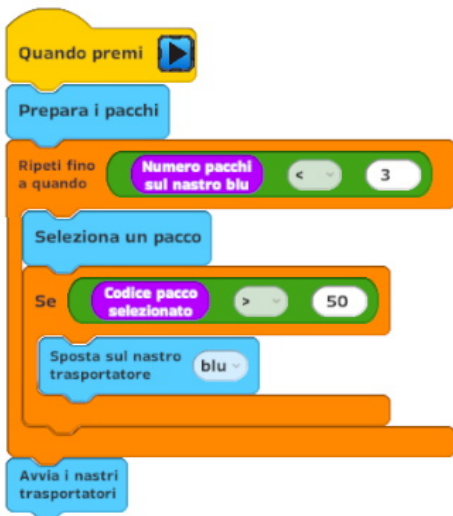 Quando premi
Prepara i pacchi
Ripeti fino
a quando
Numero pacchi
sul nastro blu
<
3
Seleziona un pacco
Se
Codice pacco
selezionato
>
50
Sposta sul nastro
trasportatore
blu
Avvia i nastri
trasportatori